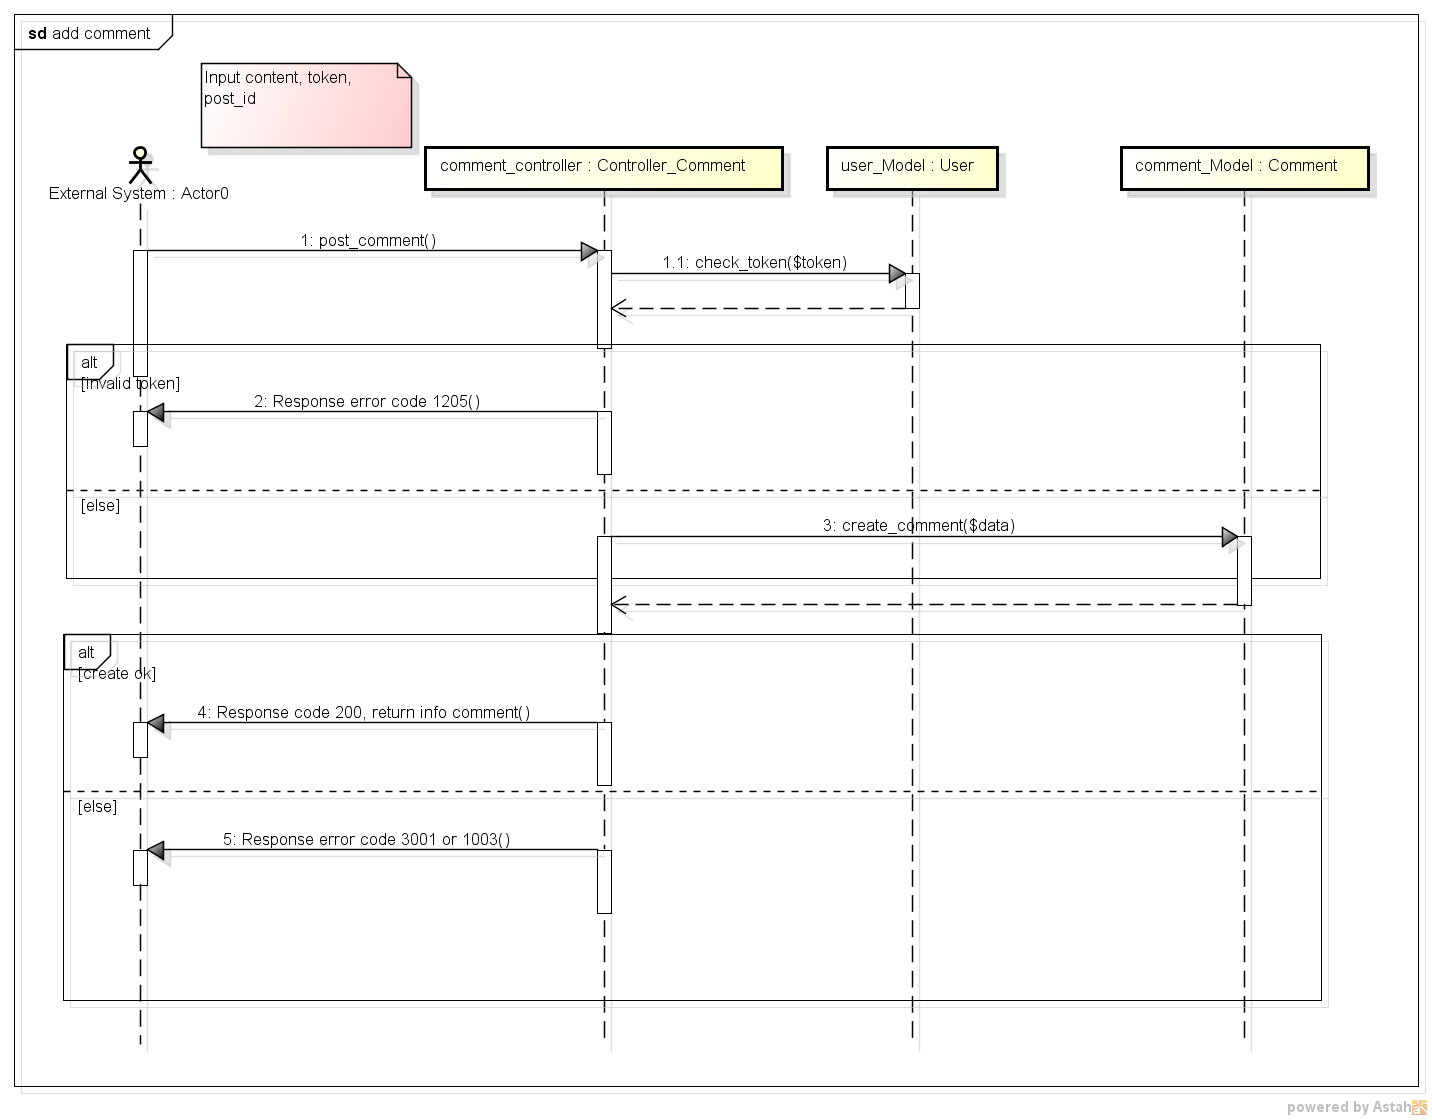 sd add comment
Input content, token,
post_id
External System : Actor0
comment_controller : Controller_Comment
user_Model : User
comment_Model : Comment
1: post_comment()
1.1: check_token($token)
alt
[invalid token]
2: Response error code 1205()
[else]
3: create_comment($data)
alt
[create ok]
4: Response code 200, return info comment()
[else]
5: Response error code 3001 or 1003()
powered by Astah